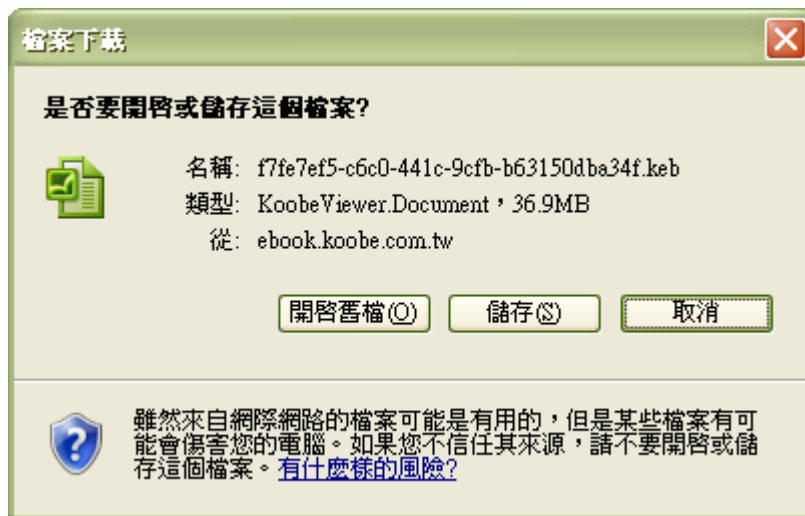 檔案下載
是否要開啓或儲存這個檔案?
名稱: f7fe7ef5-c6c0-441c-9cfb-b63150dba34f.keb
類型: KoobeViewer.Document，36.9MB
從: ebook.koobe.com.tw
開啓舊檔(O) 儲存(S) 取消
雖然來自網際網路的檔案可能是有用的，但是某些檔案有可
能會傷害您的電腦。如果您不信任其來源，請不要開啓或儲
存這個檔案。有什麼樣的風險?